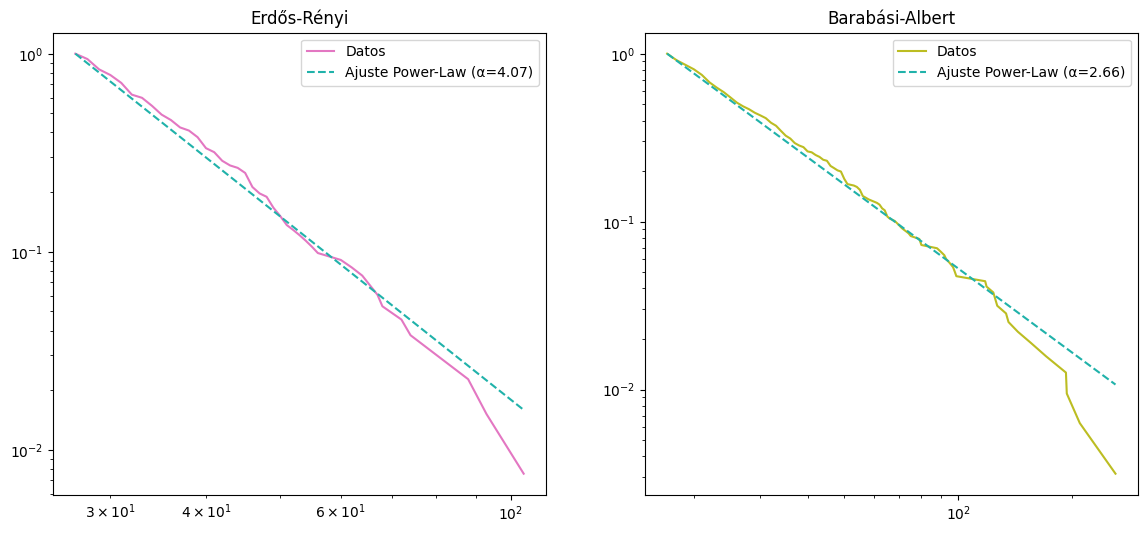 Erdős-Rényi
Datos
Ajuste Power-Law (α=4.07)
10⁰
10⁻¹
10⁻²
3 × 10¹
4 × 10¹
6 × 10¹
10²
Barabási-Albert
Datos
Ajuste Power-Law (α=2.66)
10⁰
10⁻¹
10⁻²
10²